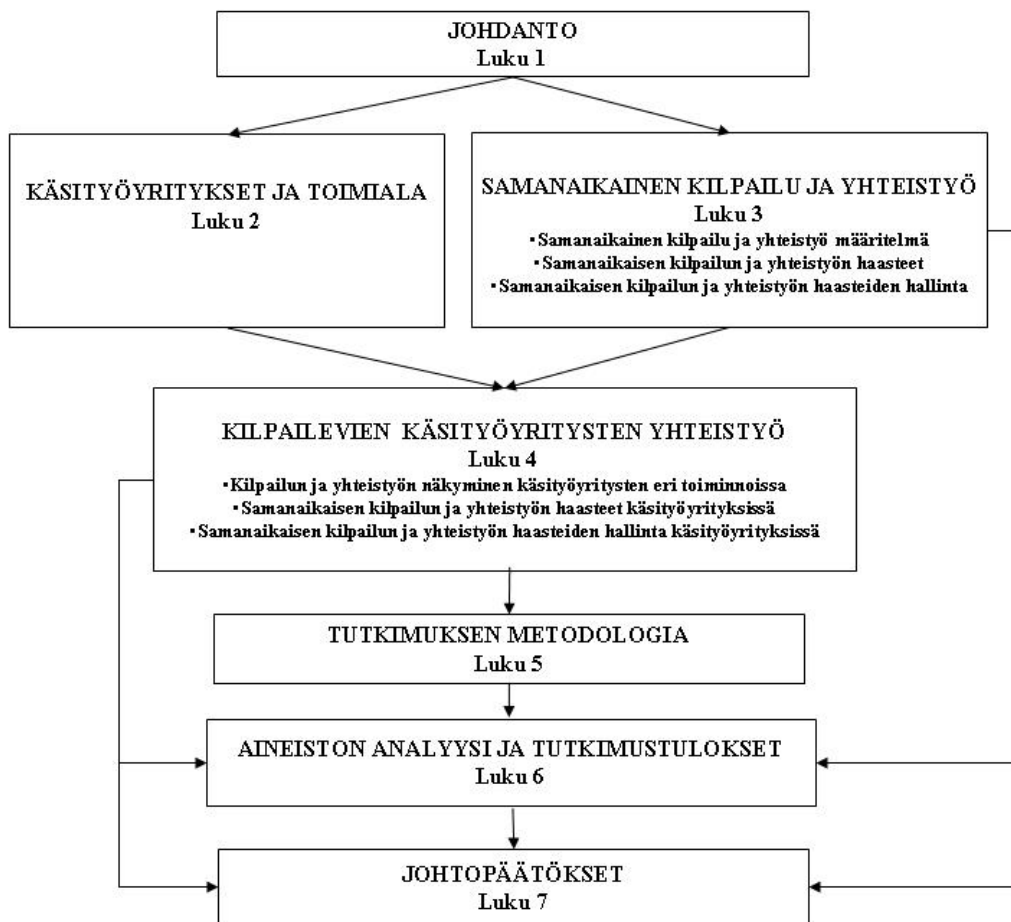 JOHDANTO
Luku 1
KÄSITYÖYRITYKSET JA TOIMIALA
Luku 2
SAMANAIKAINEN KILPAILU JA YHTEISTYÖ
Luku 3
▪Samanaikainen kilpailu ja yhteistyö määritelmä
▪Samanaikaisen kilpailun ja yhteistyön haasteet
▪Samanaikaisen kilpailun ja yhteistyön haasteiden hallinta
KILPAILEVIEN KÄSITYÖYRITYSTEN YHTEISTYÖ
Luku 4
▪Kilpailun ja yhteistyön näkyminen käsityöyritysten eri toiminnoissa
▪Samanaikaisen kilpailun ja yhteistyön haasteet käsityöyrityksissä
▪Samanaikaisen kilpailun ja yhteistyön haasteiden hallinta käsityöyrityksissä
TUTKIMUKSEN METODOLOGIA
Luku 5
AINEISTON ANALYYSI JA TUTKIMUSTULOKSET
Luku 6
JOHTOPÄÄTÖKSET
Luku 7